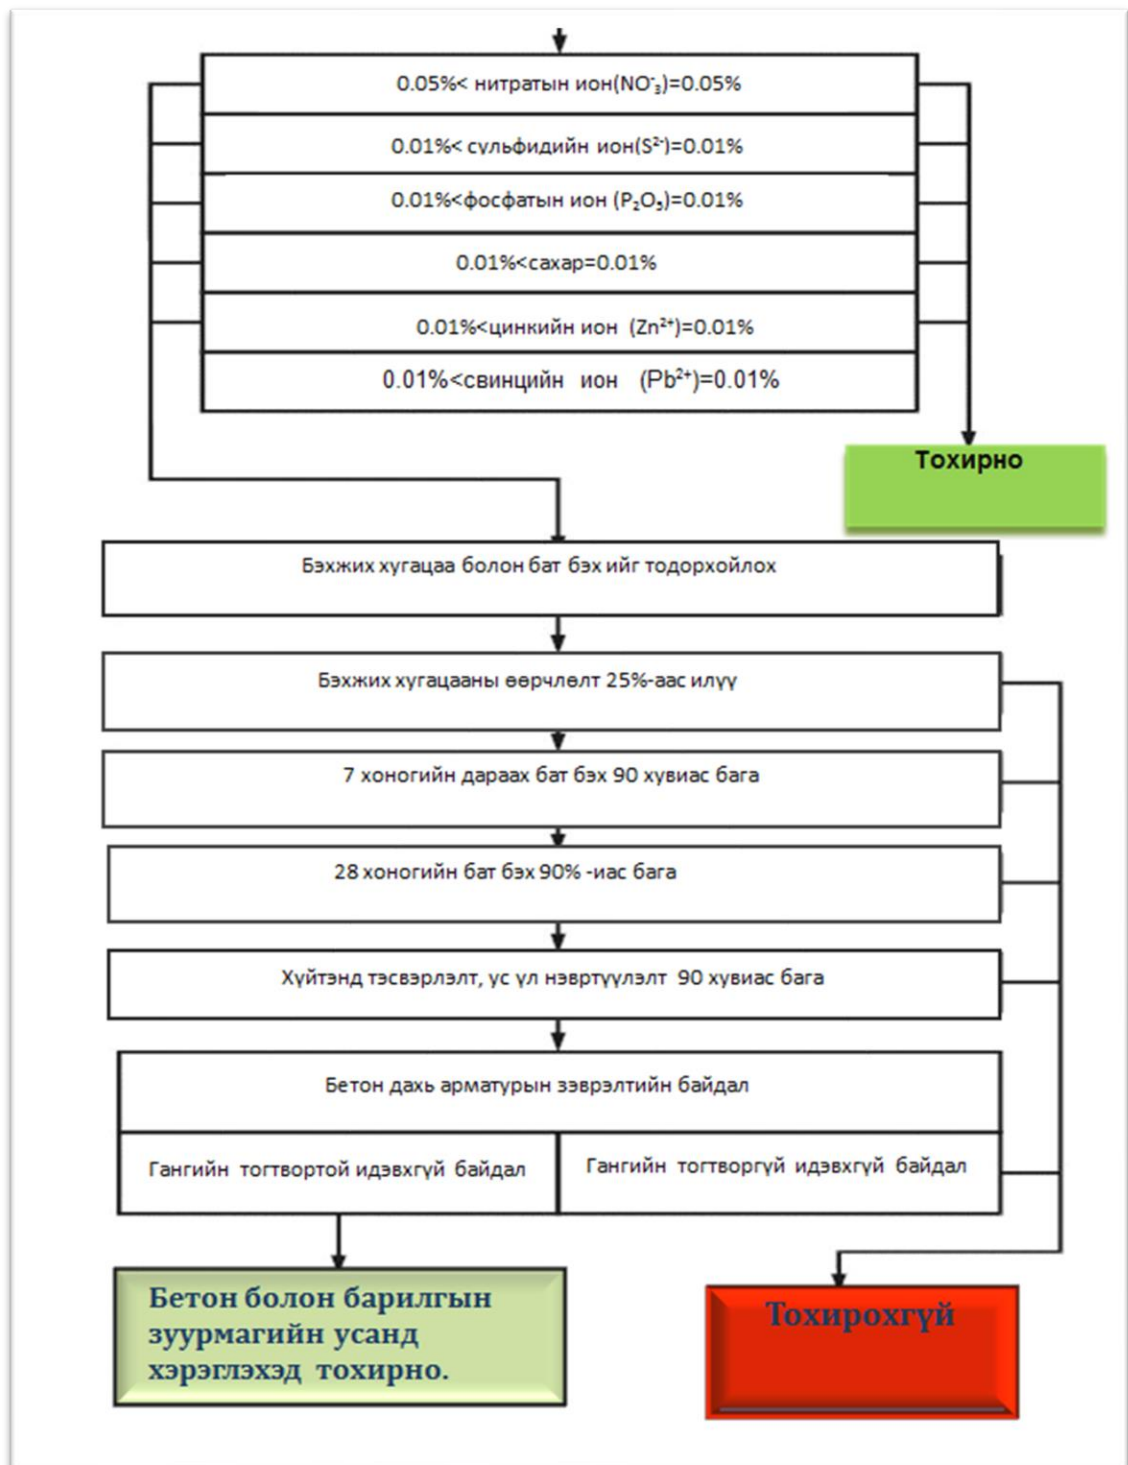 0.05%< нитратын ион(NO⁻₃)=0.05%
0.01%< сульфидийн ион(S²⁻)=0.01%
0.01%<фосфатын ион (P₂O₅)=0.01%
0.01%<сахар=0.01%
0.01%<цинкийн ион (Zn²⁺)=0.01%
0.01%<свинцийн ион (Pb²⁺)=0.01%
Тохирно
Бэхжих хугацаа болон бат бэх ийг тодорхойлох
Бэхжих хугацааны өөрчлөлт 25%-аас илүү
7 хоногийн дараах бат бэх 90 хувиас бага
28 хоногийн бат бэх 90% -иас бага
Хүйтэнд тэсвэрлэлт, ус үл нэвртүүлэлт 90 хувиас бага
Бетон дахь арматурын зэврэлтийн байдал
Гангийн тогтвортой идэвхгүй байдал
Гангийн тогтворгүй идэвхгүй байдал
Бетон болон барилгын
зуурмагийн усанд
хэрэглэхэд тохирно.
Тохирохгүй